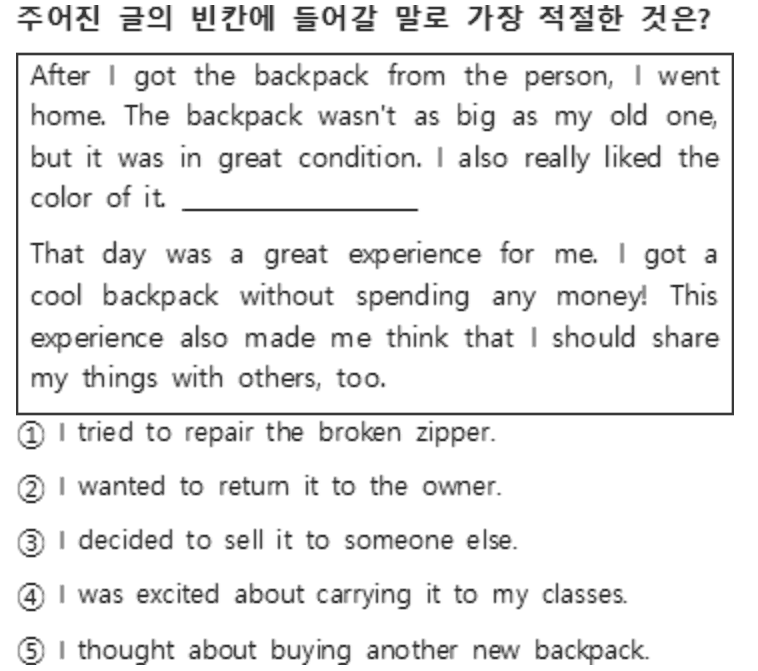 주어진 글의 빈칸에 들어갈 말로 가장 적절한 것은?
After I got the backpack from the person, I went
home. The backpack wasn't as big as my old one,
but it was in great condition. I also really liked the
color of it. ________________
That day was a great experience for me. I got a
cool backpack without spending any money! This
experience also made me think that I should share
my things with others, too.
① I tried to repair the broken zipper.
② I wanted to return it to the owner.
③ I decided to sell it to someone else.
④ I was excited about carrying it to my classes.
⑤ I thought about buying another new backpack.